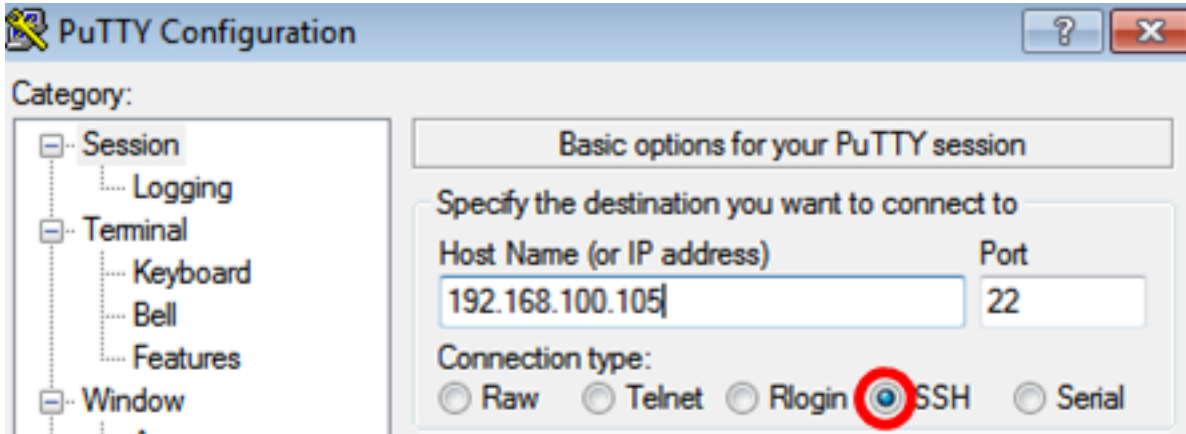 PuTTY Configuration
?
Category:
Session
Logging
Terminal
Keyboard
Bell
Features
Window
Basic options for your PuTTY session
Specify the destination you want to connect to
Host Name (or IP address) Port
192.168.100.105 22
Connection type:
Raw Telnet Rlogin SSH Serial